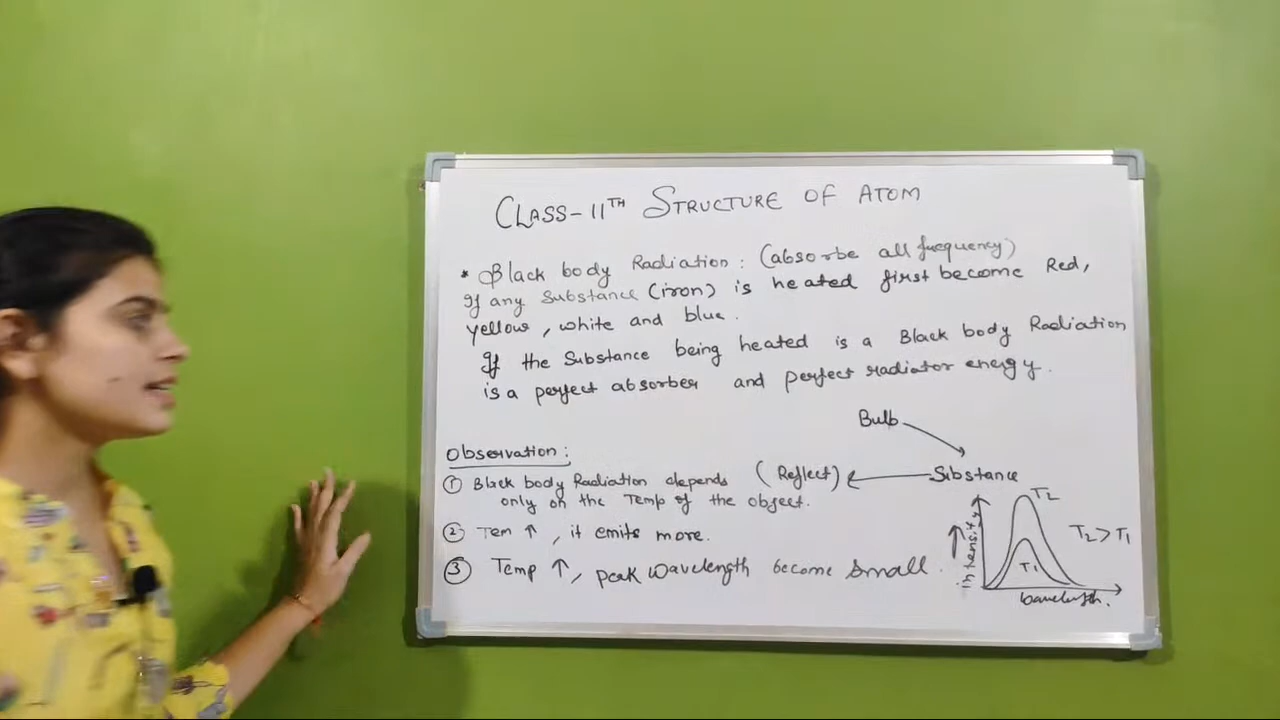 CLASS-11TH STRUCTURE OF ATOM
* Black body Radiation: (absorbe all frequency)
If any Substance (iron) is heated first become Red,
yellow, white and blue.
If the Substance being heated is a Black body Radiation
is a perfect absorber and perfect radiator energy.
Bulb
Substance
(Reflect)
Observation:
① Black body Radiation depends
only on the Temp of the object.
② Tem ↑, it emits more.
③ Temp ↑, peak wavelength become small.
↑ intensity
T2
T1
T2 > T1
wavelength.